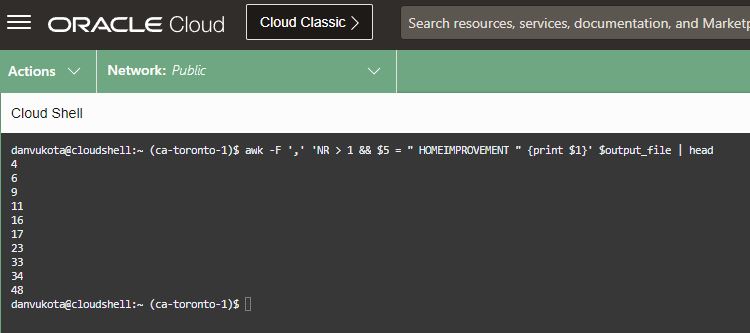 ORACLE Cloud
Cloud Classic >
Search resources, services, documentation, and Marketp
Actions
Network: Public
Cloud Shell
danvukota@cloudshell:~ (ca-toronto-1)$ awk -F ',' 'NR > 1 && $5 = " HOMEIMPROVEMENT " {print $1}' $output_file | head
4
6
9
11
16
17
23
33
34
48
danvukota@cloudshell:~ (ca-toronto-1)$